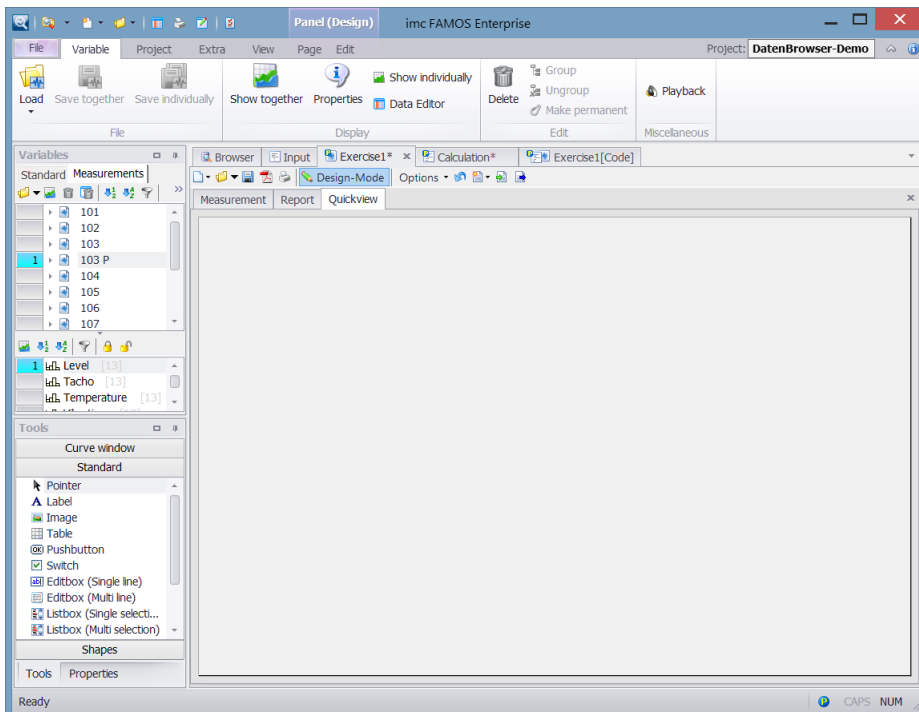 Panel (Design) imc FAMOS Enterprise
File Variable Project Extra View Page Edit Project: DatenBrowser-Demo
Load Save together Save individually Show together Properties Show individually Data Editor Delete Group Ungroup Make permanent Playback
File Display Edit Miscellaneous
Variables
Browser Input Exercise1* x Calculation* Exercise1[Code]
Standard Measurements
Design-Mode Options
Measurement Report Quickview
101
102
103
1 103 P
104
105
106
107
1 Level [13]
Tacho [13]
Temperature [13]
Tools
Curve window
Standard
Pointer
A Label
Image
Table
OK Pushbutton
Switch
abl Editbox (Single line)
Editbox (Multi line)
Listbox (Single selecti...
Listbox (Multi selection)
Shapes
Tools Properties
Ready CAPS NUM